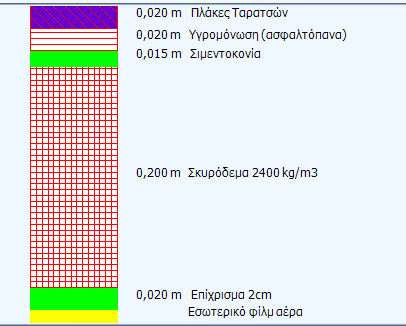 0,020 m Πλάκες Ταρατσών
0,020 m Υγρομόνωση (ασφαλτόπανα)
0,015 m Σιμεντοκονία
0,200 m Σκυρόδεμα 2400 kg/m3
0,020 m Επίχρισμα 2cm
Εσωτερικό φίλμ αέρα